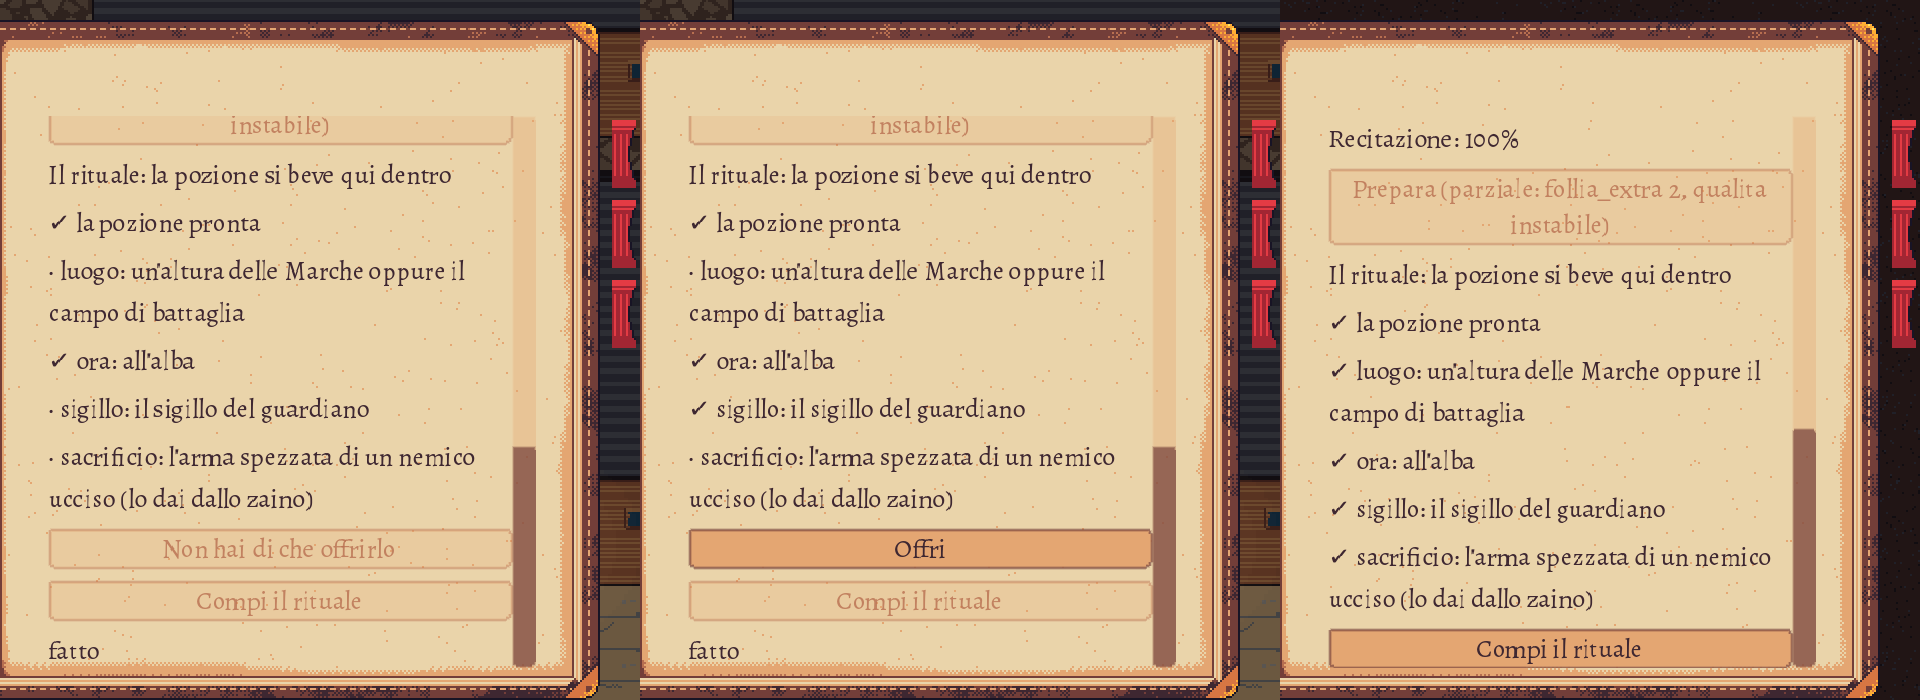 instabile)
Il rituale: la pozione si beve qui dentro
✓ la pozione pronta
· luogo: un'altura delle Marche oppure il
campo di battaglia
✓ ora: all'alba
· sigillo: il sigillo del guardiano
· sacrificio: l'arma spezzata di un nemico
ucciso (lo dai dallo zaino)
Non hai di che offrirlo
Compi il rituale
fatto
instabile)
Il rituale: la pozione si beve qui dentro
✓ la pozione pronta
· luogo: un'altura delle Marche oppure il
campo di battaglia
✓ ora: all'alba
✓ sigillo: il sigillo del guardiano
· sacrificio: l'arma spezzata di un nemico
ucciso (lo dai dallo zaino)
Offri
Compi il rituale
fatto
Recitazione: 100%
Prepara (parziale: follia_extra 2, qualita
instabile)
Il rituale: la pozione si beve qui dentro
✓ la pozione pronta
✓ luogo: un'altura delle Marche oppure il
campo di battaglia
✓ ora: all'alba
✓ sigillo: il sigillo del guardiano
✓ sacrificio: l'arma spezzata di un nemico
ucciso (lo dai dallo zaino)
Compi il rituale